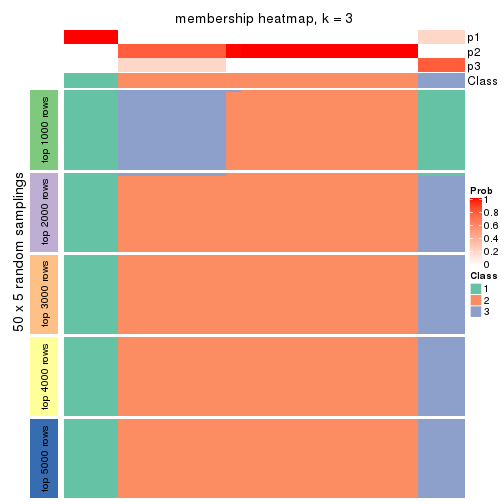 membership heatmap, k = 3
p1
p2
p3
Class
50 x 5 random samplings
top 1000 rows
top 2000 rows
top 3000 rows
top 4000 rows
top 5000 rows
Prob
1
0.8
0.6
0.4
0.2
0
Class
1
2
3